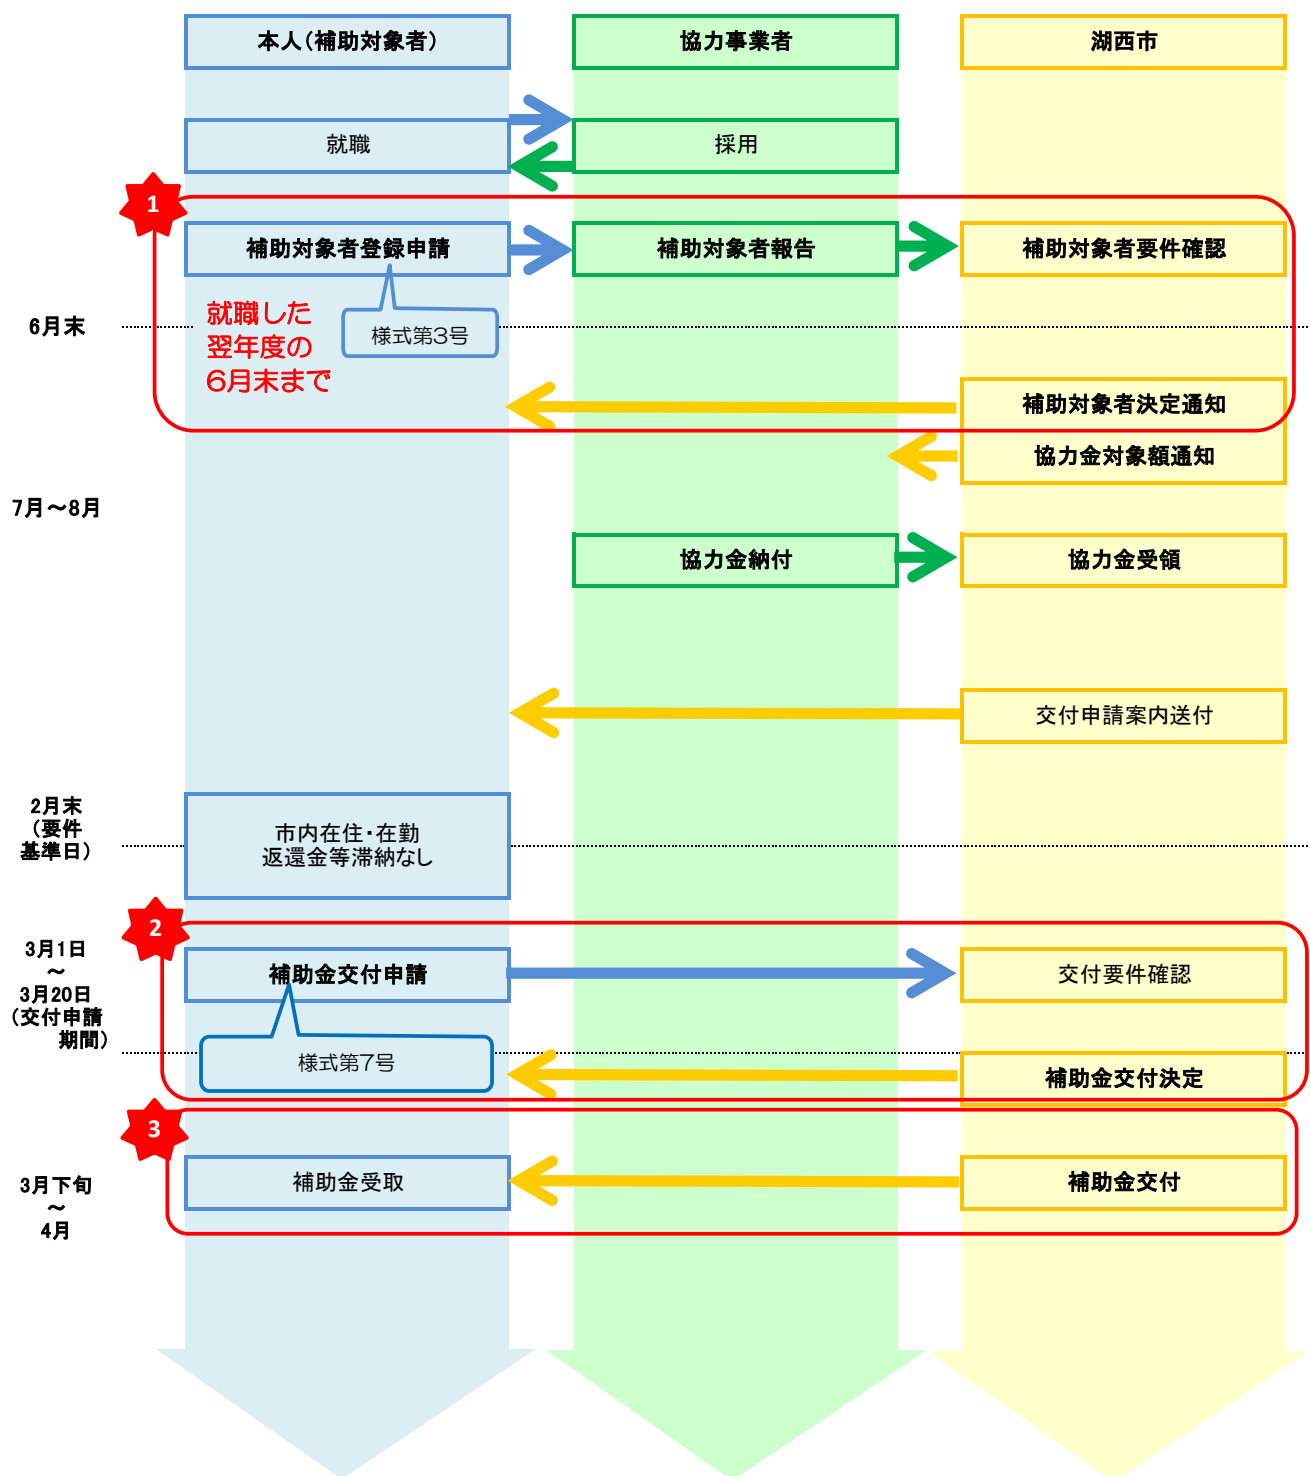 本人（補助対象者）
協力事業者
湖西市
就職
採用
1
補助対象者登録申請
補助対象者報告
補助対象者要件確認
6月末
就職した
翌年度の
6月末まで
様式第3号
補助対象者決定通知
協力金対象額通知
7月～8月
協力金納付
協力金受領
交付申請案内送付
2月末
（要件
基準日）
市内在住・在勤
返還金等滞納なし
2
3月1日
～
3月20日
（交付申請
期間）
補助金交付申請
交付要件確認
様式第7号
補助金交付決定
3
3月下旬
～
4月
補助金受取
補助金交付